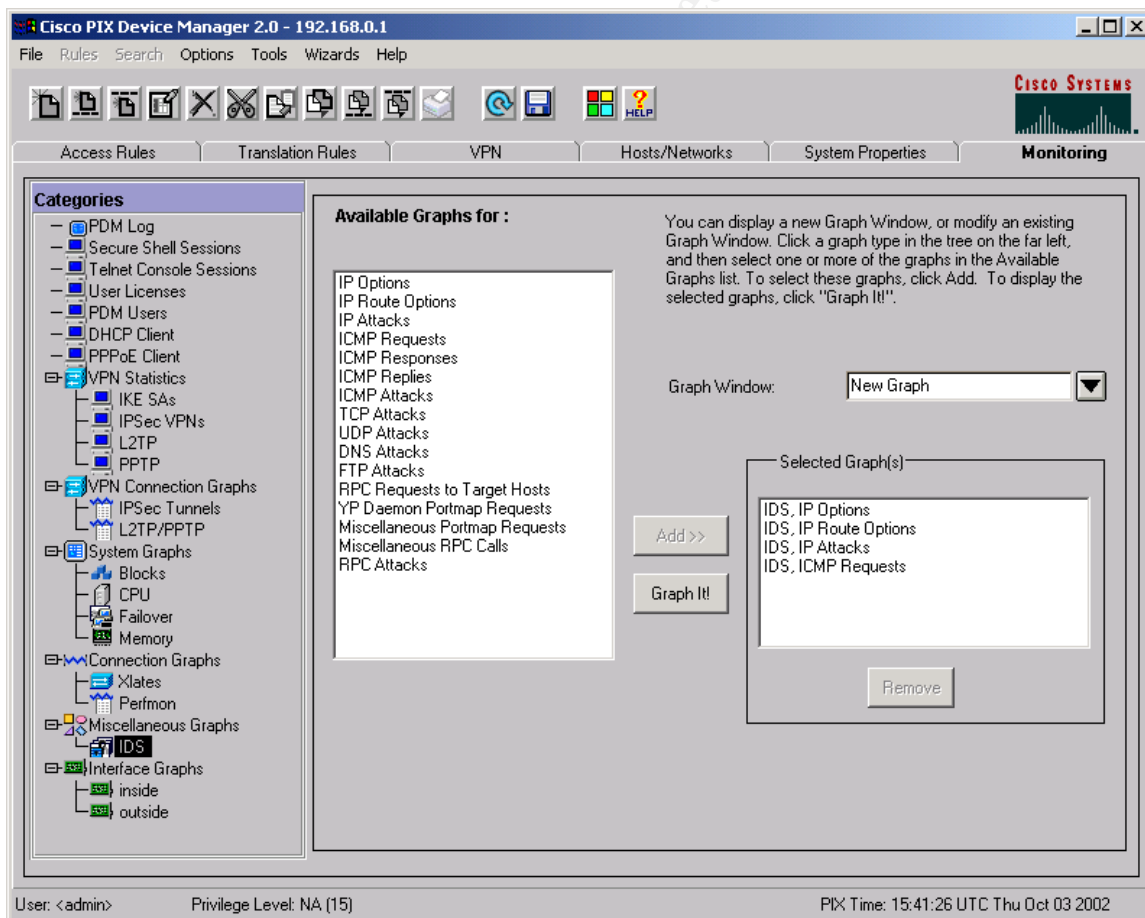 Cisco PIX Device Manager 2.0 - 192.168.0.1
File Rules Search Options Tools Wizards Help
HELP
CISCO SYSTEMS
Access Rules Translation Rules VPN Hosts/Networks System Properties Monitoring
Categories
PDM Log
Secure Shell Sessions
Telnet Console Sessions
User Licenses
PDM Users
DHCP Client
PPPoE Client
VPN Statistics
IKE SAs
IPSec VPNs
L2TP
PPTP
VPN Connection Graphs
IPSec Tunnels
L2TP/PPTP
System Graphs
Blocks
CPU
Failover
Memory
Connection Graphs
Xlates
Perfmon
Miscellaneous Graphs
IDS
Interface Graphs
inside
outside
Available Graphs for :
IP Options
IP Route Options
IP Attacks
ICMP Requests
ICMP Responses
ICMP Replies
ICMP Attacks
TCP Attacks
UDP Attacks
DNS Attacks
FTP Attacks
RPC Requests to Target Hosts
YP Daemon Portmap Requests
Miscellaneous Portmap Requests
Miscellaneous RPC Calls
RPC Attacks
You can display a new Graph Window, or modify an existing
Graph Window. Click a graph type in the tree on the far left,
and then select one or more of the graphs in the Available
Graphs list. To select these graphs, click Add. To display the
selected graphs, click "Graph It!".
Graph Window: New Graph
Add >>
Graph It!
Selected Graph(s)
IDS, IP Options
IDS, IP Route Options
IDS, IP Attacks
IDS, ICMP Requests
Remove
User: <admin> Privilege Level: NA (15) PIX Time: 15:41:26 UTC Thu Oct 03 2002